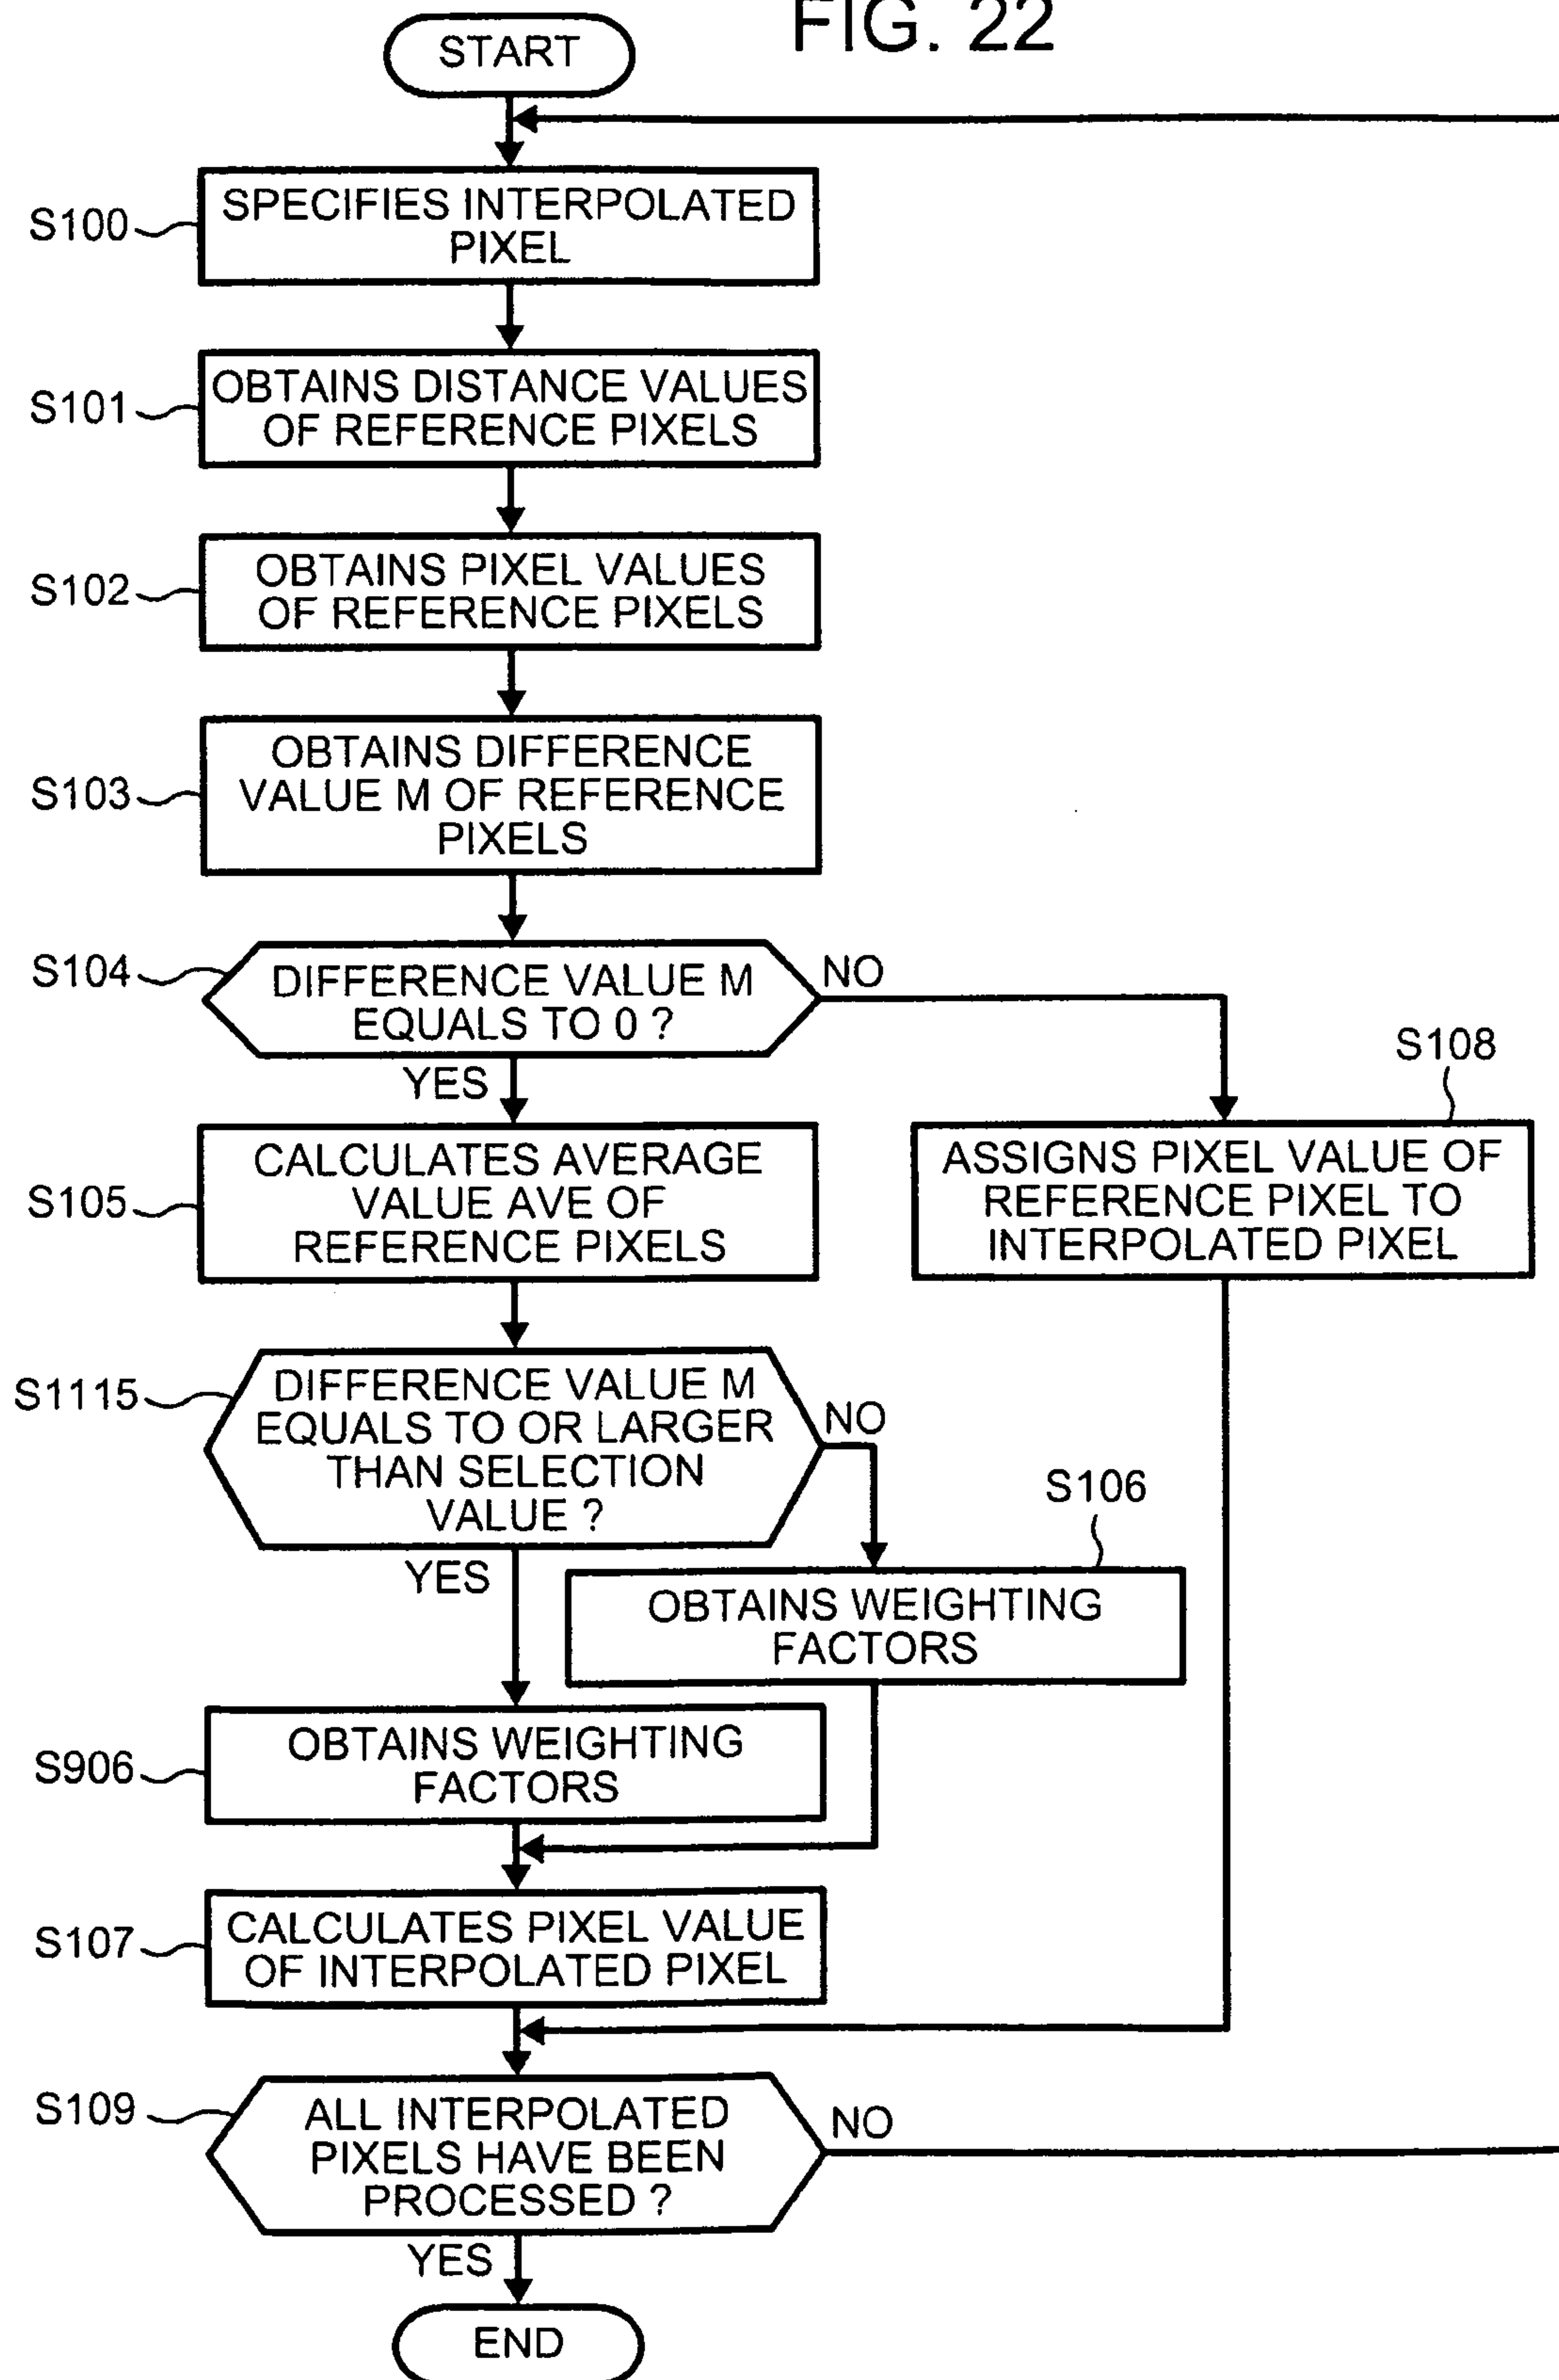 FIG. 22
START
S100
SPECIFIES INTERPOLATED
PIXEL
S101
OBTAINS DISTANCE VALUES
OF REFERENCE PIXELS
S102
OBTAINS PIXEL VALUES
OF REFERENCE PIXELS
S103
OBTAINS DIFFERENCE
VALUE M OF REFERENCE
PIXELS
S104
DIFFERENCE VALUE M
EQUALS TO 0 ?
NO
YES
S108
ASSIGNS PIXEL VALUE OF
REFERENCE PIXEL TO
INTERPOLATED PIXEL
S105
CALCULATES AVERAGE
VALUE AVE OF
REFERENCE PIXELS
S1115
DIFFERENCE VALUE M
EQUALS TO OR LARGER
THAN SELECTION
VALUE ?
NO
YES
S106
OBTAINS WEIGHTING
FACTORS
S906
OBTAINS WEIGHTING
FACTORS
S107
CALCULATES PIXEL VALUE
OF INTERPOLATED PIXEL
S109
ALL INTERPOLATED
PIXELS HAVE BEEN
PROCESSED ?
NO
YES
END